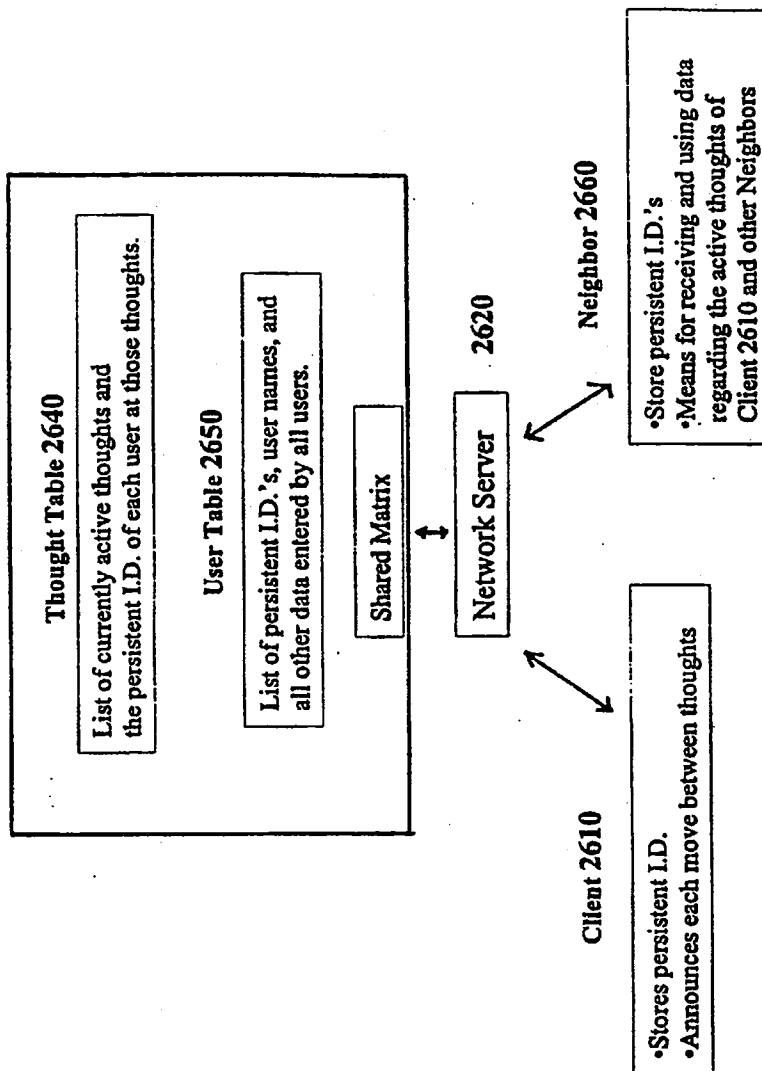 Thought Table 2640
List of currently active thoughts and
the persistent I.D. of each user at those thoughts.
User Table 2650
List of persistent I.D.'s, user names, and
all other data entered by all users.
Shared Matrix
Network Server
2620
Client 2610
•Stores persistent I.D.
•Announces each move between thoughts
Neighbor 2660
•Store persistent I.D.'s
•Means for receiving and using data
regarding the active thoughts of
Client 2610 and other Neighbors